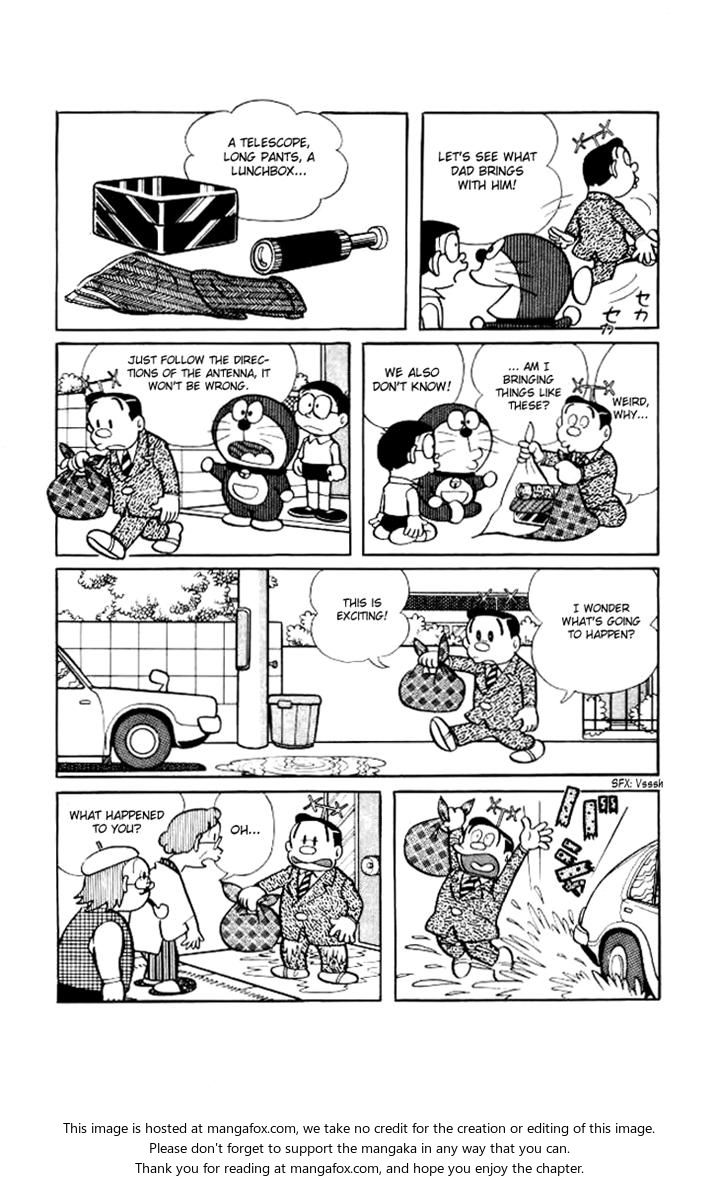 LET'S SEE WHAT
DAD BRINGS
WITH HIM!
セカ
セカ
A TELESCOPE,
LONG PANTS, A
LUNCHBOX...
WEIRD,
WHY...
... AM I
BRINGING
THINGS LIKE
THESE?
WE ALSO
DON'T KNOW!
JUST FOLLOW THE DIREC-
TIONS OF THE ANTENNA, IT
WON'T BE WRONG.
I WONDER
WHAT'S GOING
TO HAPPEN?
THIS IS
EXCITING!
SFX: Vsssh
OH...
WHAT HAPPENED
TO YOU?
This image is hosted at mangafox.com, we take no credit for the creation or editing of this image.
Please don't forget to support the mangaka in any way that you can.
Thank you for reading at mangafox.com, and hope you enjoy the chapter.